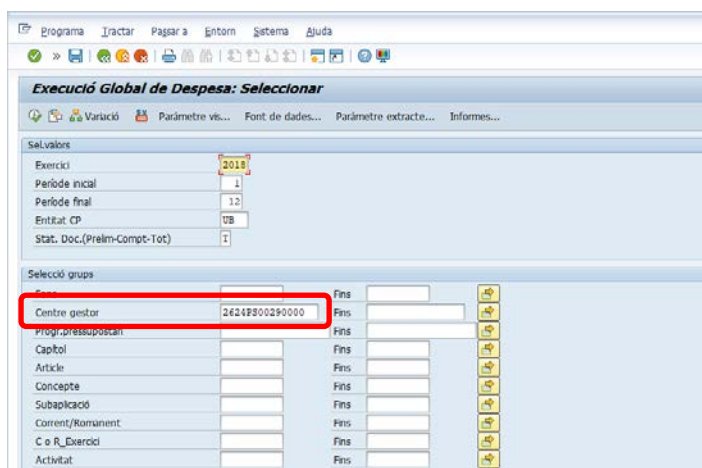 Programa Tractar Passar a Entorn Sistema Ajuda
Execució Global de Despesa: Seleccionar
Variació Paràmetre vis... Font de dades... Paràmetre extracte... Informes...
Sel.valors
Exercici 2018
Període inicial 1
Període final 12
Entitat CP UB
Stat. Doc.(Prelim-Compt-Tot) T
Selecció grups
Fins
Centre gestor 2624PS00290000 Fins
Progr.pressupostari Fins
Capítol Fins
Article Fins
Concepte Fins
Subaplicació Fins
Corrent/Romanent Fins
C o R_Exercici Fins
Activitat Fins